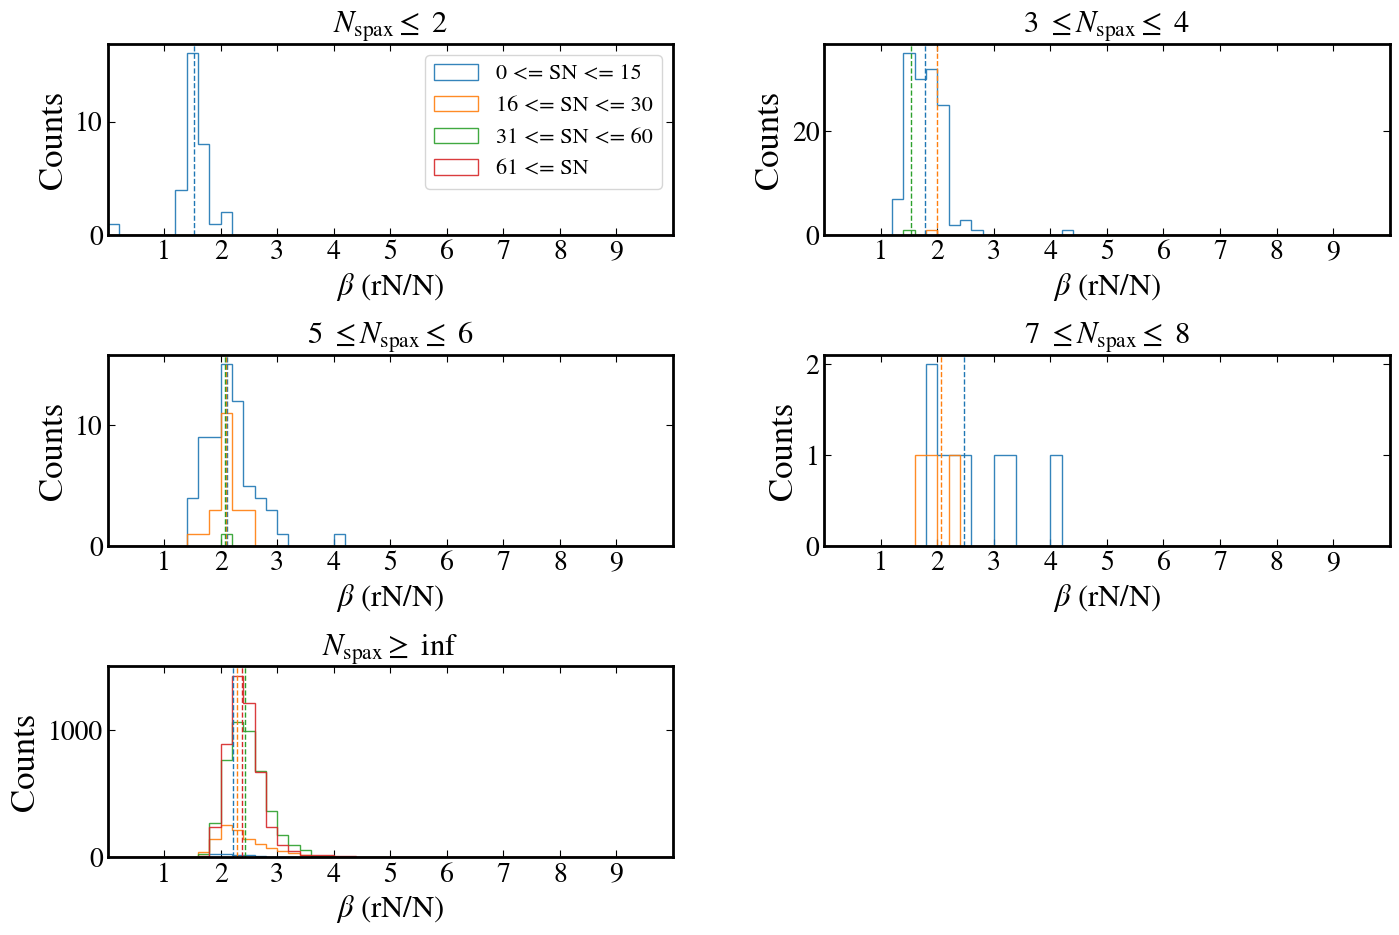 N_spax ≤ 2
Counts
10
0
0 <= SN <= 15
16 <= SN <= 30
31 <= SN <= 60
61 <= SN
1 2 3 4 5 6 7 8 9
β (rN/N)
3 ≤N_spax≤ 4
Counts
20
0
1 2 3 4 5 6 7 8 9
β (rN/N)
5 ≤N_spax≤ 6
Counts
10
0
1 2 3 4 5 6 7 8 9
β (rN/N)
7 ≤N_spax≤ 8
Counts
2
1
0
1 2 3 4 5 6 7 8 9
β (rN/N)
N_spax≥ inf
Counts
1000
0
1 2 3 4 5 6 7 8 9
β (rN/N)